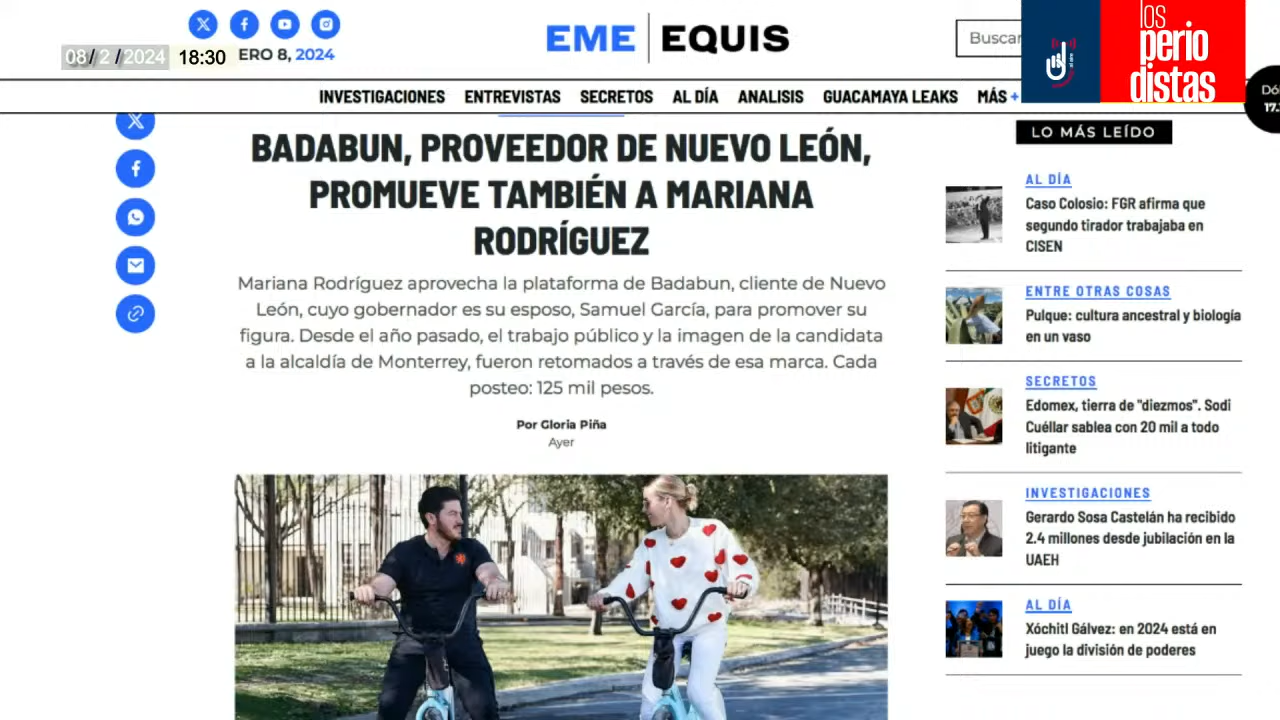 08/ 2 /2024 18:30 ERO 8, 2024
EME EQUIS
Buscar
los
perio
distas
INVESTIGACIONES ENTREVISTAS SECRETOS AL DÍA ANALISIS GUACAMAYA LEAKS MÁS +
Dó
17.
BADABUN, PROVEEDOR DE NUEVO LEÓN,
PROMUEVE TAMBIÉN A MARIANA
RODRÍGUEZ
Mariana Rodríguez aprovecha la plataforma de Badabun, cliente de Nuevo
León, cuyo gobernador es su esposo, Samuel García, para promover su
figura. Desde el año pasado, el trabajo público y la imagen de la candidata
a la alcaldía de Monterrey, fueron retomados a través de esa marca. Cada
posteo: 125 mil pesos.
Por Gloria Piña
Ayer
LO MÁS LEÍDO
AL DÍA
Caso Colosio: FGR afirma que
segundo tirador trabajaba en
CISEN
ENTRE OTRAS COSAS
Pulque: cultura ancestral y biología
en un vaso
SECRETOS
Edomex, tierra de "diezmos". Sodi
Cuéllar sablea con 20 mil a todo
litigante
INVESTIGACIONES
Gerardo Sosa Castelán ha recibido
2.4 millones desde jubilación en la
UAEH
AL DÍA
Xóchitl Gálvez: en 2024 está en
juego la división de poderes